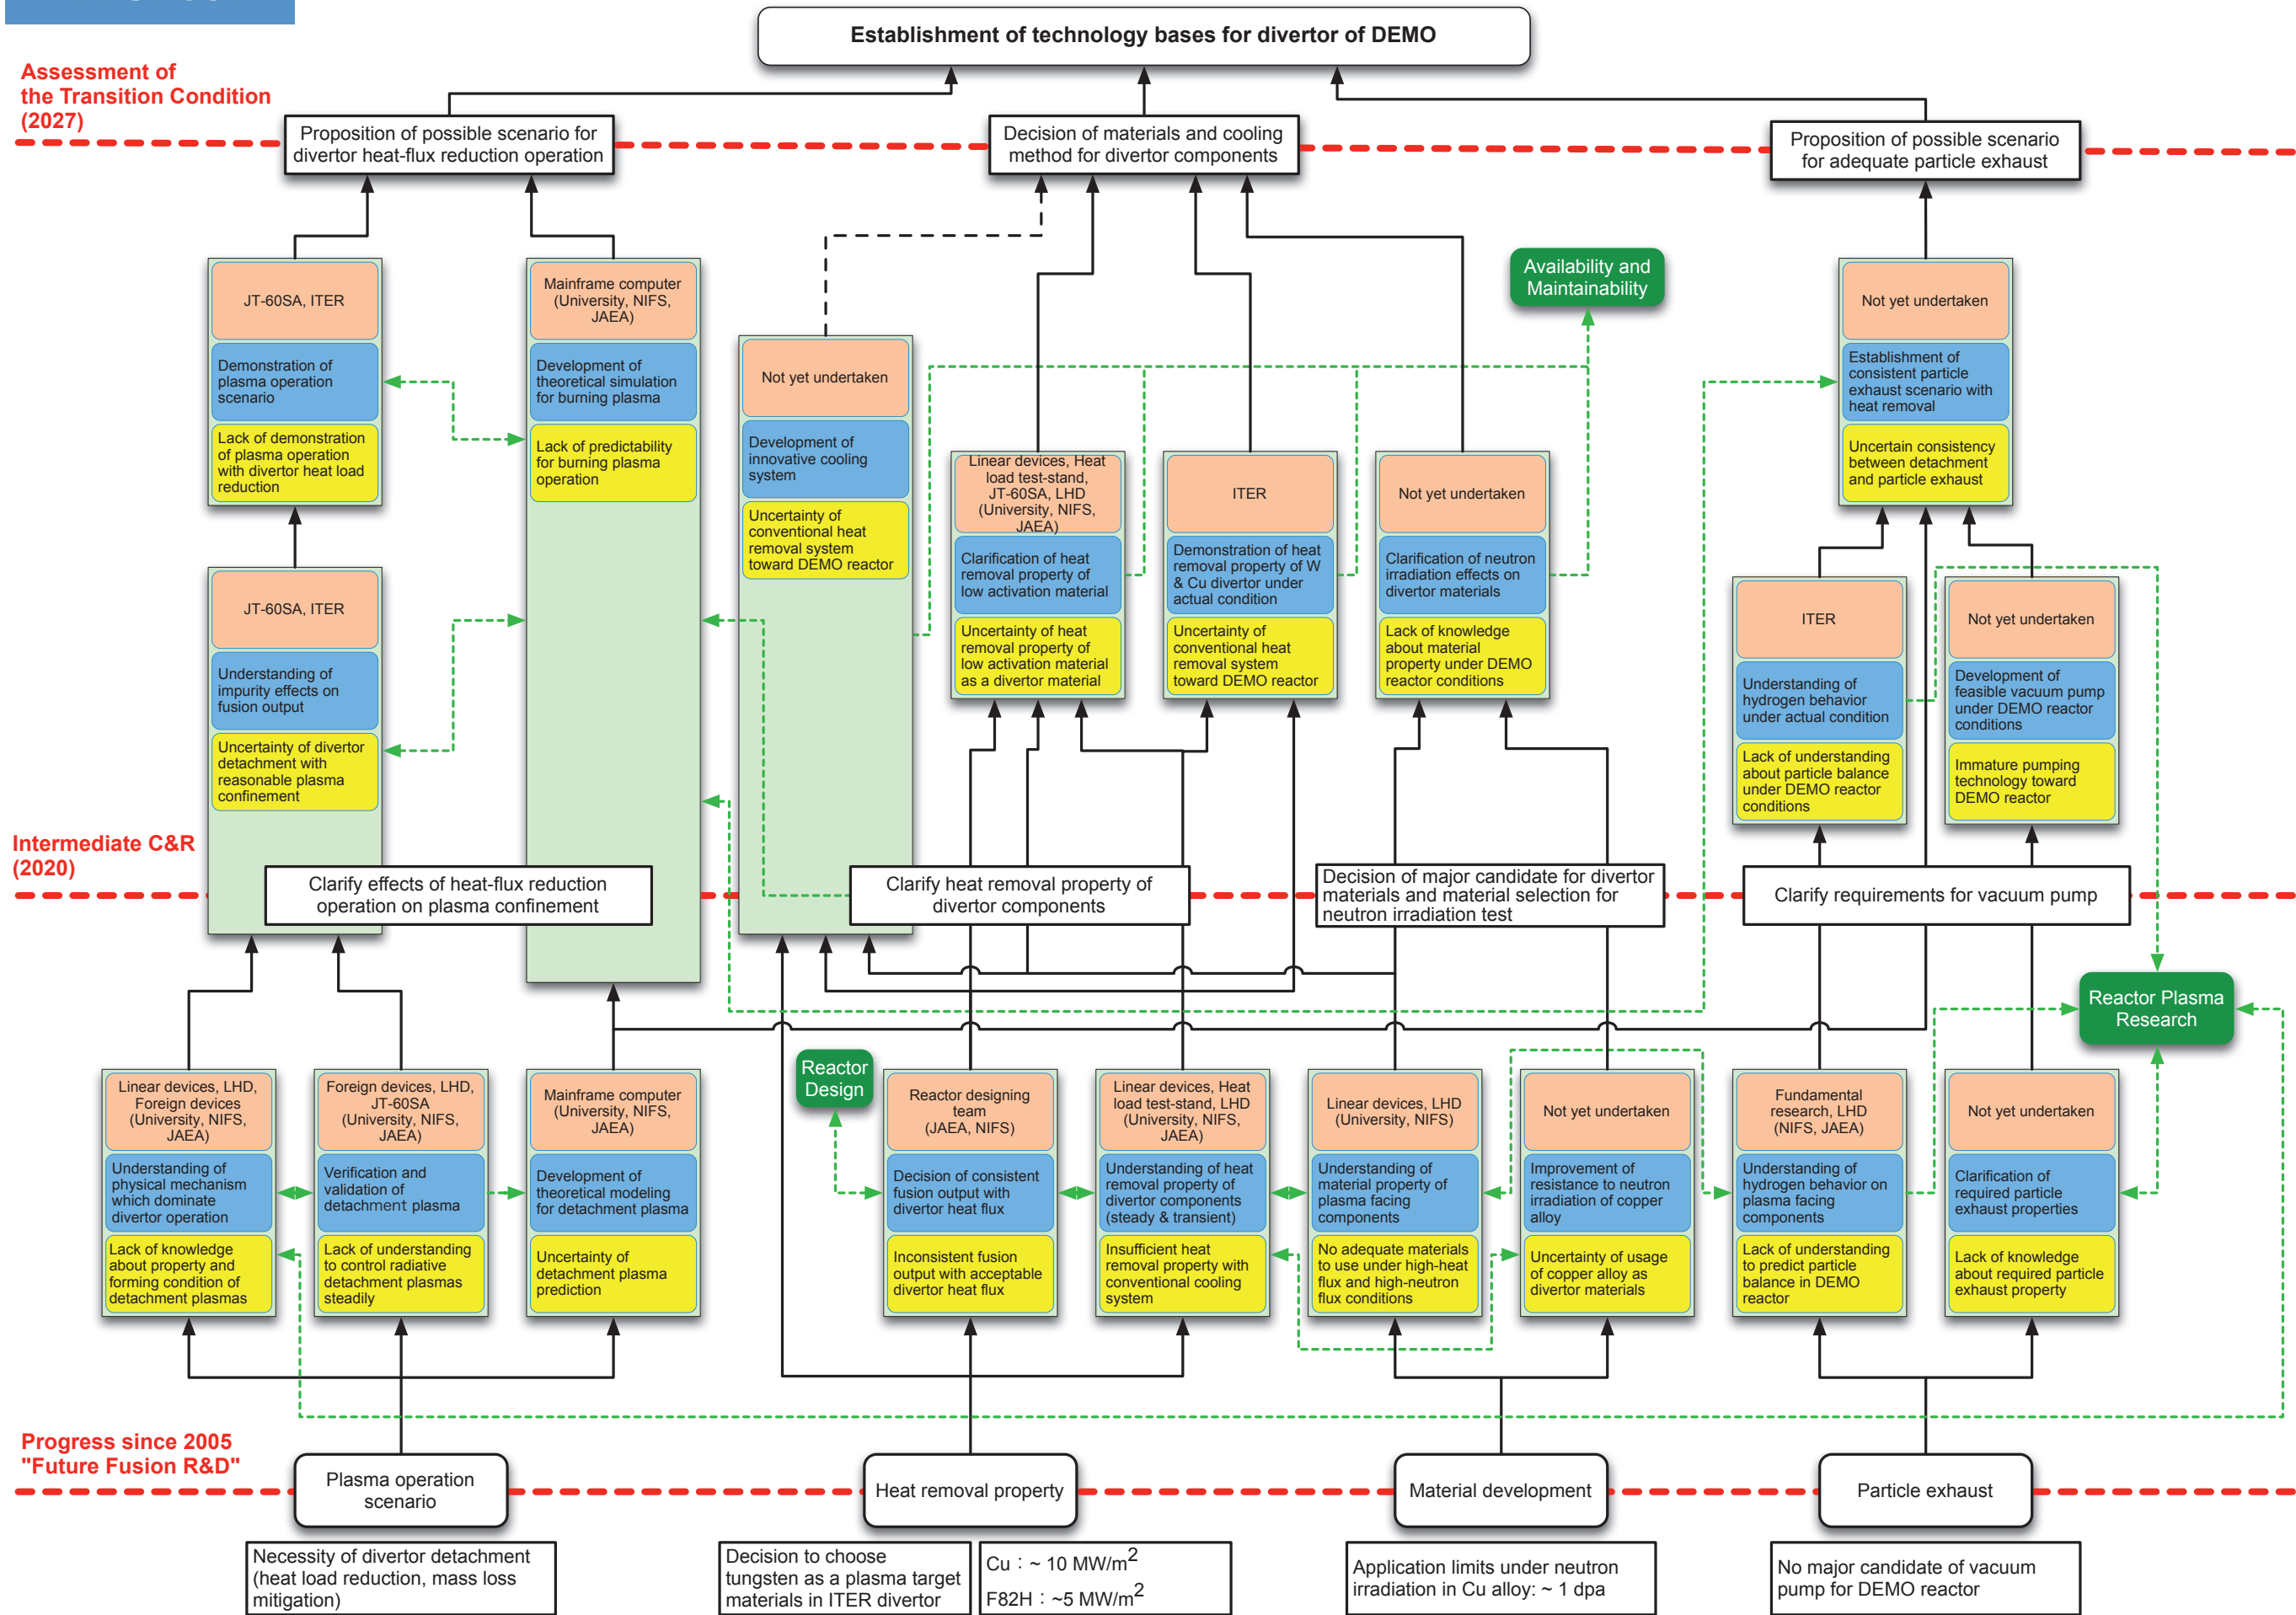 Establishment of technology bases for divertor of DEMO
Assessment of
the Transition Condition
(2027)
Proposition of possible scenario for
divertor heat-flux reduction operation
Decision of materials and cooling
method for divertor components
Proposition of possible scenario
for adequate particle exhaust
JT-60SA, ITER
Demonstration of
plasma operation
scenario
Lack of demonstration
of plasma operation
with divertor heat load
reduction
Mainframe computer
(University, NIFS,
JAEA)
Development of
theoretical simulation
for burning plasma
Lack of predictability
for burning plasma
operation
Not yet undertaken
Development of
innovative cooling
system
Uncertainty of
conventional heat
removal system
toward DEMO reactor
Linear devices, Heat
load test-stand,
JT-60SA, LHD
(University, NIFS,
JAEA)
Clarification of heat
removal property of
low activation material
Uncertainty of heat
removal property of
low activation material
as a divertor material
ITER
Demonstration of heat
removal property of W
& Cu divertor under
actual condition
Uncertainty of
conventional heat
removal system
toward DEMO reactor
Not yet undertaken
Clarification of neutron
irradiation effects on
divertor materials
Lack of knowledge
about material
property under DEMO
reactor conditions
Availability and
Maintainability
Not yet undertaken
Establishment of
consistent particle
exhaust scenario with
heat removal
Uncertain consistency
between detachment
and particle exhaust
JT-60SA, ITER
Understanding of
impurity effects on
fusion output
Uncertainty of divertor
detachment with
reasonable plasma
confinement
ITER
Understanding of
hydrogen behavior
under actual condition
Lack of understanding
about particle balance
under DEMO reactor
conditions
Not yet undertaken
Development of
feasible vacuum pump
under DEMO reactor
conditions
Immature pumping
technology toward
DEMO reactor
Intermediate C&R
(2020)
Clarify effects of heat-flux reduction
operation on plasma confinement
Clarify heat removal property of
divertor components
Decision of major candidate for divertor
materials and material selection for
neutron irradiation test
Clarify requirements for vacuum pump
Reactor Plasma
Research
Reactor
Design
Linear devices, LHD,
Foreign devices
(University, NIFS,
JAEA)
Understanding of
physical mechanism
which dominate
divertor operation
Lack of knowledge
about property and
forming condition of
detachment plasmas
Foreign devices, LHD,
JT-60SA
(University, NIFS,
JAEA)
Verification and
validation of
detachment plasma
Lack of understanding
to control radiative
detachment plasmas
steadily
Mainframe computer
(University, NIFS,
JAEA)
Development of
theoretical modeling
for detachment plasma
Uncertainty of
detachment plasma
prediction
Reactor designing
team
(JAEA, NIFS)
Decision of consistent
fusion output with
divertor heat flux
Inconsistent fusion
output with acceptable
divertor heat flux
Linear devices, Heat
load test-stand, LHD
(University, NIFS,
JAEA)
Understanding of heat
removal property of
divertor components
(steady & transient)
Insufficient heat
removal property with
conventional cooling
system
Linear devices, LHD
(University, NIFS)
Understanding of
material property of
plasma facing
components
No adequate materials
to use under high-heat
flux and high-neutron
flux conditions
Not yet undertaken
Improvement of
resistance to neutron
irradiation of copper
alloy
Uncertainty of usage
of copper alloy as
divertor materials
Fundamental
research, LHD
(NIFS, JAEA)
Understanding of
hydrogen behavior on
plasma facing
components
Lack of understanding
to predict particle
balance in DEMO
reactor
Not yet undertaken
Clarification of
required particle
exhaust properties
Lack of knowledge
about required particle
exhaust property
Progress since 2005
"Future Fusion R&D"
Plasma operation
scenario
Heat removal property
Material development
Particle exhaust
Necessity of divertor detachment
(heat load reduction, mass loss
mitigation)
Decision to choose
tungsten as a plasma target
materials in ITER divertor
Cu：~ 10 MW/m²
F82H：~5 MW/m²
Application limits under neutron
irradiation in Cu alloy: ~ 1 dpa
No major candidate of vacuum
pump for DEMO reactor